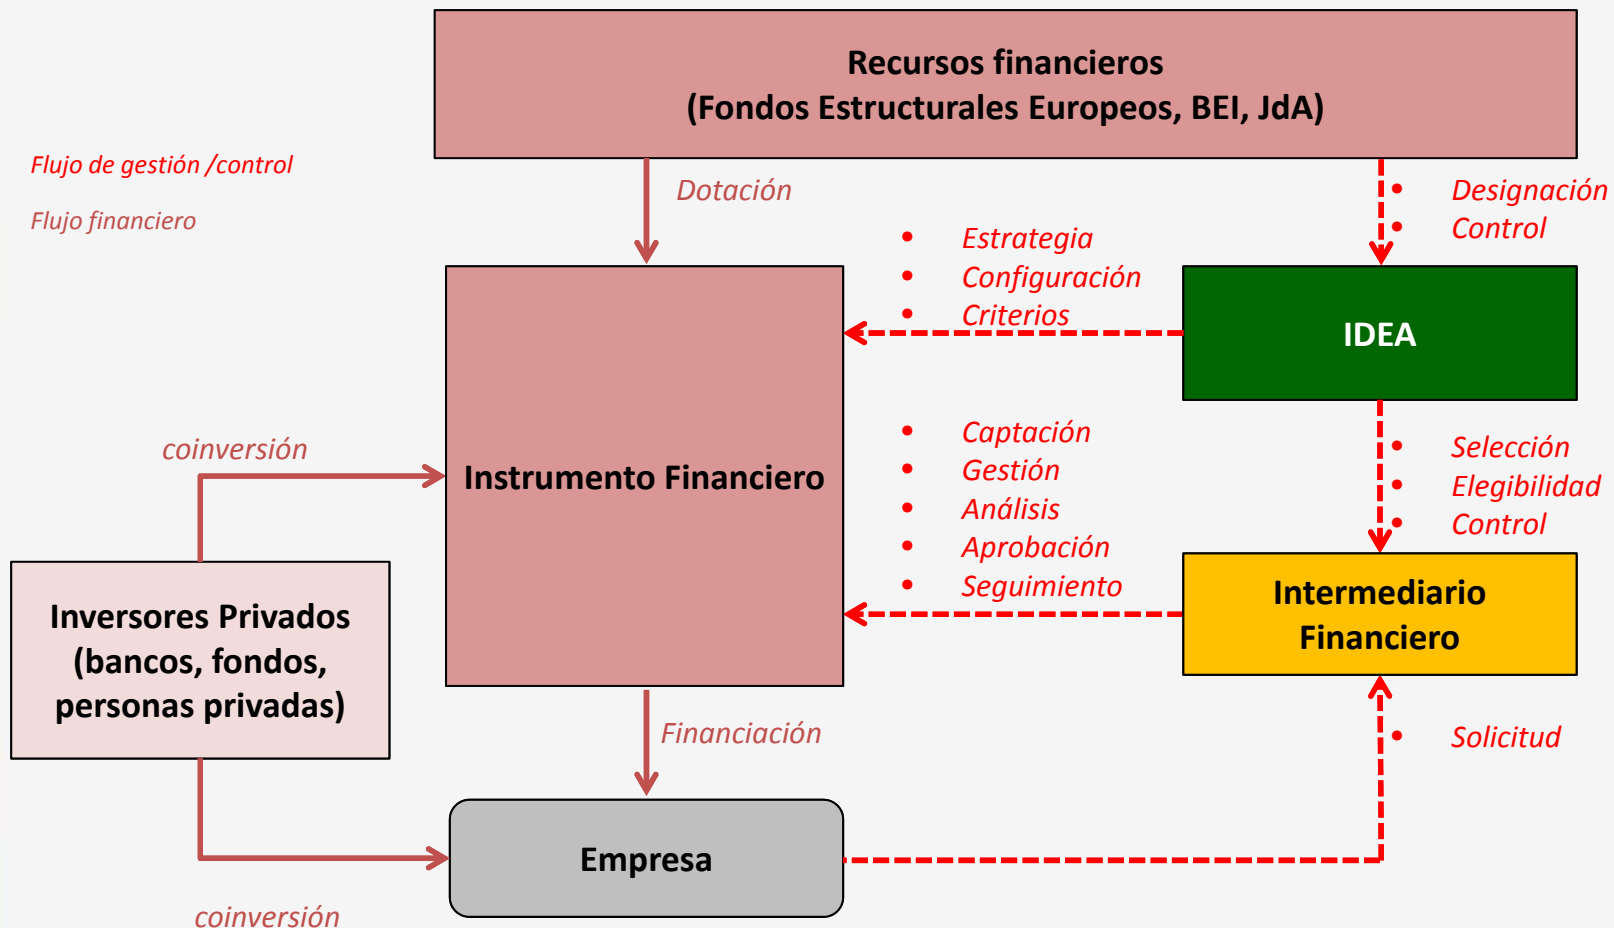 Recursos financieros
(Fondos Estructurales Europeos, BEI, JdA)
Flujo de gestión /control
Flujo financiero
Dotación
• Designación
• Control
• Estrategia
• Configuración
• Criterios
IDEA
coinversión
Instrumento Financiero
• Captación
• Gestión
• Análisis
• Aprobación
• Seguimiento
• Selección
• Elegibilidad
• Control
Inversores Privados
(bancos, fondos,
personas privadas)
Intermediario
Financiero
Financiación
• Solicitud
Empresa
coinversión